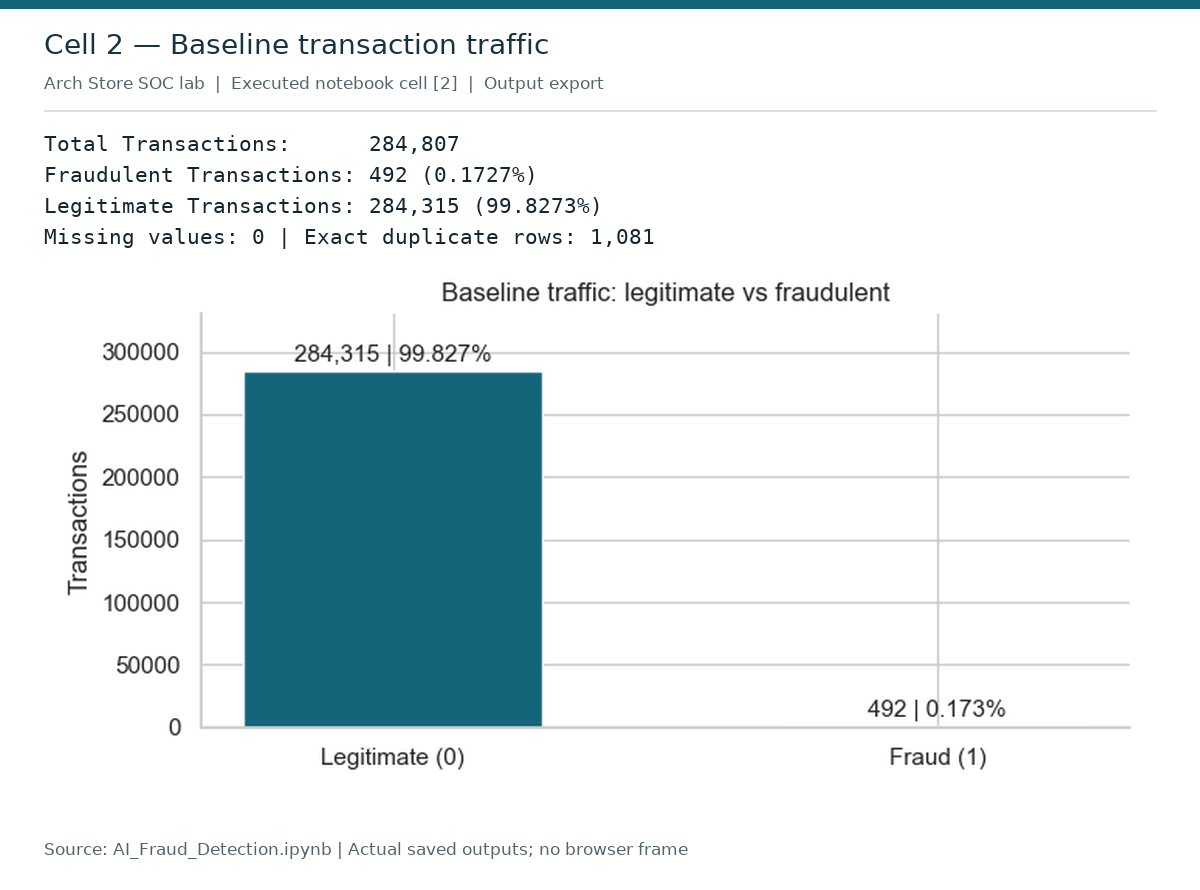 Cell 2 — Baseline transaction traffic
Arch Store SOC lab | Executed notebook cell [2] | Output export
Total Transactions:      284,807
Fraudulent Transactions: 492 (0.1727%)
Legitimate Transactions: 284,315 (99.8273%)
Missing values: 0 | Exact duplicate rows: 1,081
Baseline traffic: legitimate vs fraudulent
Transactions
300000
250000
200000
150000
100000
50000
0
284,315 | 99.827%
492 | 0.173%
Legitimate (0)
Fraud (1)
Source: AI_Fraud_Detection.ipynb | Actual saved outputs; no browser frame